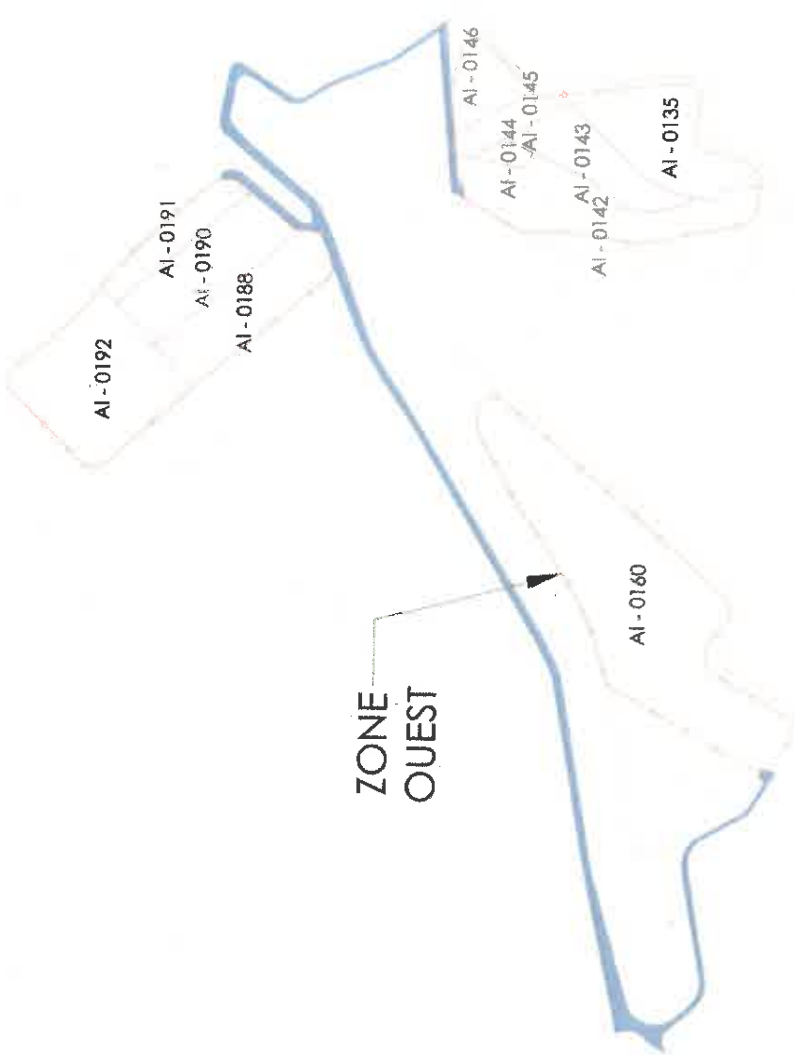 AI - 0192
AI - 0191
AI - 0190
AI - 0188
AI - 0146
AI - 0145
AI - 0144
AI - 0143
AI - 0142
AI - 0135
ZONE
OUEST
AI - 0160